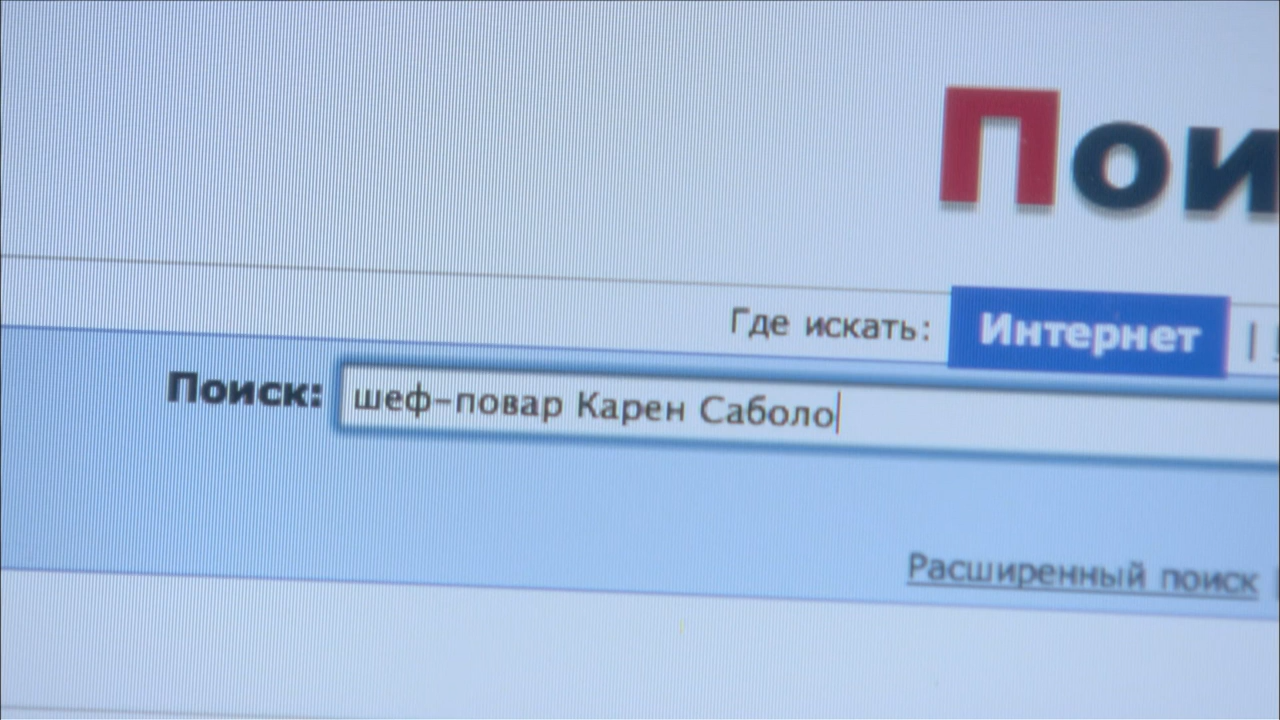 Пои
Где искать: Интернет |
Поиск: шеф-повар Карен Саболо
Расширенный поиск